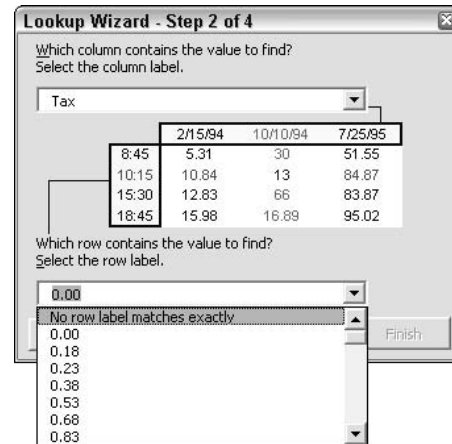 Lookup Wizard - Step 2 of 4
Which column contains the value to find?
Select the column label.
Tax
2/15/94 10/10/94 7/25/95
8:45 5.31 30 51.55
10:15 10.84 13 84.87
15:30 12.83 66 83.87
18:45 15.98 16.89 95.02
Which row contains the value to find?
Select the row label.
0.00
No row label matches exactly
0.00
0.18
0.23
0.38
0.53
0.68
0.83
Finish